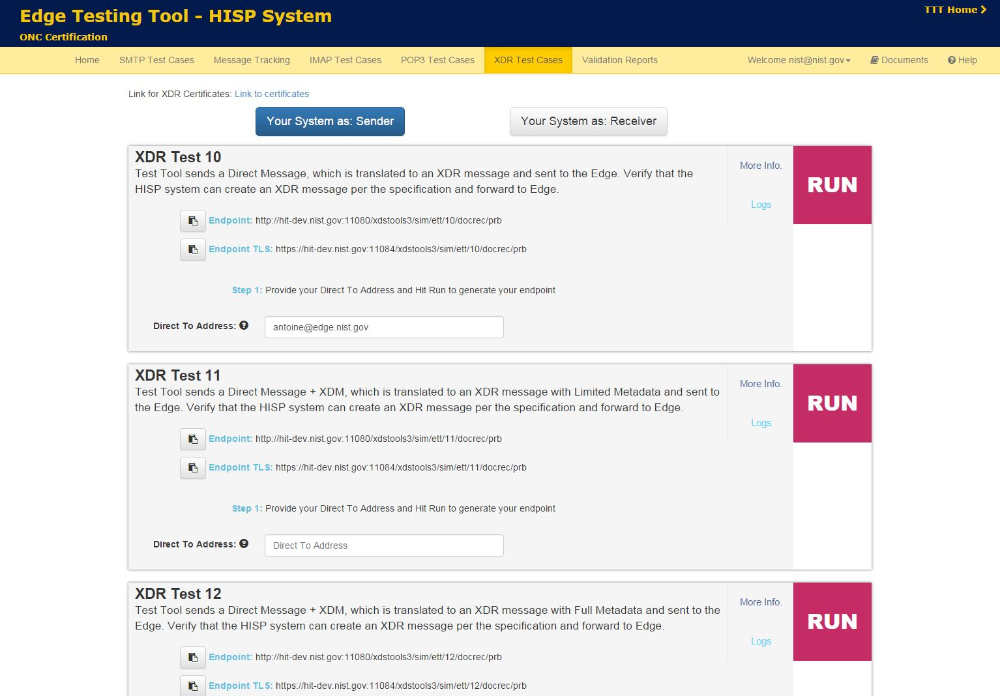 Edge Testing Tool - HISP System
TTT Home
ONC Certification
Home SMTP Test Cases Message Tracking IMAP Test Cases POP3 Test Cases XDR Test Cases Validation Reports Welcome nist@nist.gov Documents Help
Link for XDR Certificates: Link to certificates
Your System as: Sender Your System as: Receiver
XDR Test 10
Test Tool sends a Direct Message, which is translated to an XDR message and sent to the Edge. Verify that the
HISP system can create an XDR message per the specification and forward to Edge.
More Info.
Logs
RUN
Endpoint: http://hit-dev.nist.gov:11080/xdstools3/sim/ett/10/docrec/prb
Endpoint TLS: https://hit-dev.nist.gov:11084/xdstools3/sim/ett/10/docrec/prb
Step 1: Provide your Direct To Address and Hit Run to generate your endpoint
Direct To Address: antoine@edge.nist.gov
XDR Test 11
Test Tool sends a Direct Message + XDM, which is translated to an XDR message with Limited Metadata and sent to
the Edge. Verify that the HISP system can create an XDR message per the specification and forward to Edge.
More Info.
Logs
RUN
Endpoint: http://hit-dev.nist.gov:11080/xdstools3/sim/ett/11/docrec/prb
Endpoint TLS: https://hit-dev.nist.gov:11084/xdstools3/sim/ett/11/docrec/prb
Step 1: Provide your Direct To Address and Hit Run to generate your endpoint
Direct To Address: Direct To Address
XDR Test 12
Test Tool sends a Direct Message + XDM, which is translated to an XDR message with Full Metadata and sent to the
Edge. Verify that the HISP system can create an XDR message per the specification and forward to Edge.
More Info.
Logs
RUN
Endpoint: http://hit-dev.nist.gov:11080/xdstools3/sim/ett/12/docrec/prb
Endpoint TLS: https://hit-dev.nist.gov:11084/xdstools3/sim/ett/12/docrec/prb